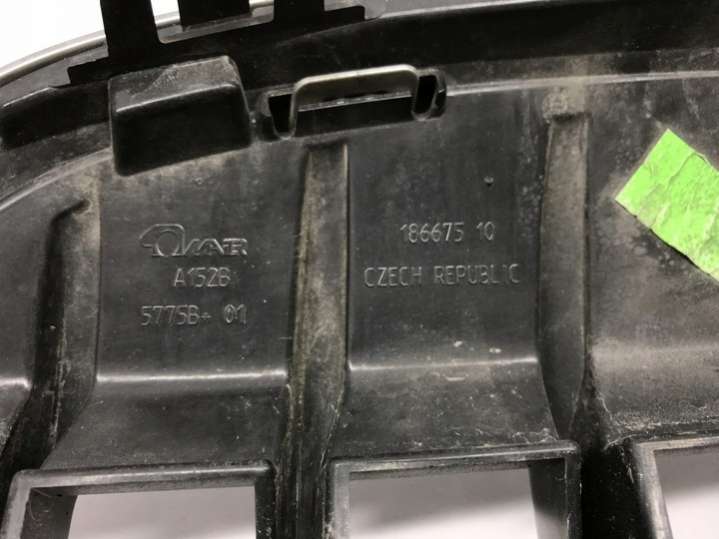 A152B
5775B+ 01
186675 10
CZECH REPUBLIC